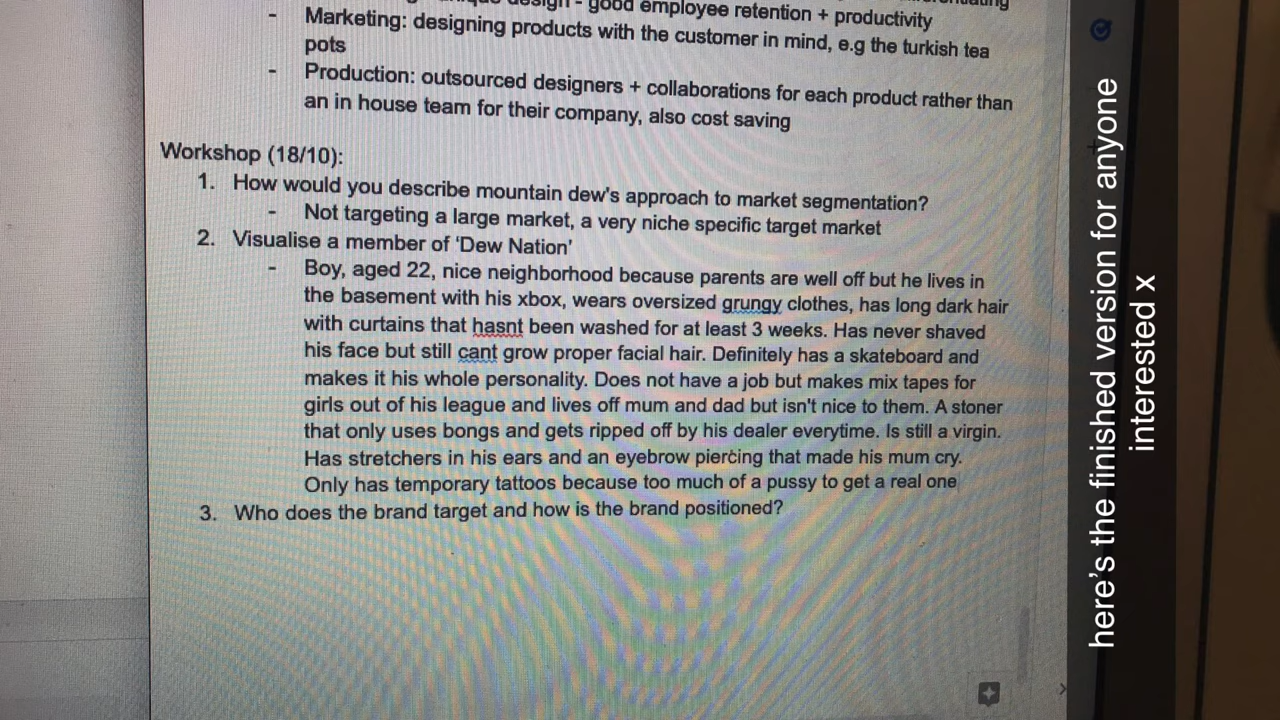 design - good employee retention + productivity
- Marketing: designing products with the customer in mind, e.g the turkish tea
pots
- Production: outsourced designers + collaborations for each product rather than
an in house team for their company, also cost saving
Workshop (18/10):
1. How would you describe mountain dew's approach to market segmentation?
- Not targeting a large market, a very niche specific target market
2. Visualise a member of 'Dew Nation'
- Boy, aged 22, nice neighborhood because parents are well off but he lives in
the basement with his xbox, wears oversized grungy clothes, has long dark hair
with curtains that hasnt been washed for at least 3 weeks. Has never shaved
his face but still cant grow proper facial hair. Definitely has a skateboard and
makes it his whole personality. Does not have a job but makes mix tapes for
girls out of his league and lives off mum and dad but isn't nice to them. A stoner
that only uses bongs and gets ripped off by his dealer everytime. Is still a virgin.
Has stretchers in his ears and an eyebrow piercing that made his mum cry.
Only has temporary tattoos because too much of a pussy to get a real one
3. Who does the brand target and how is the brand positioned?
here's the finished version for anyone
interested x